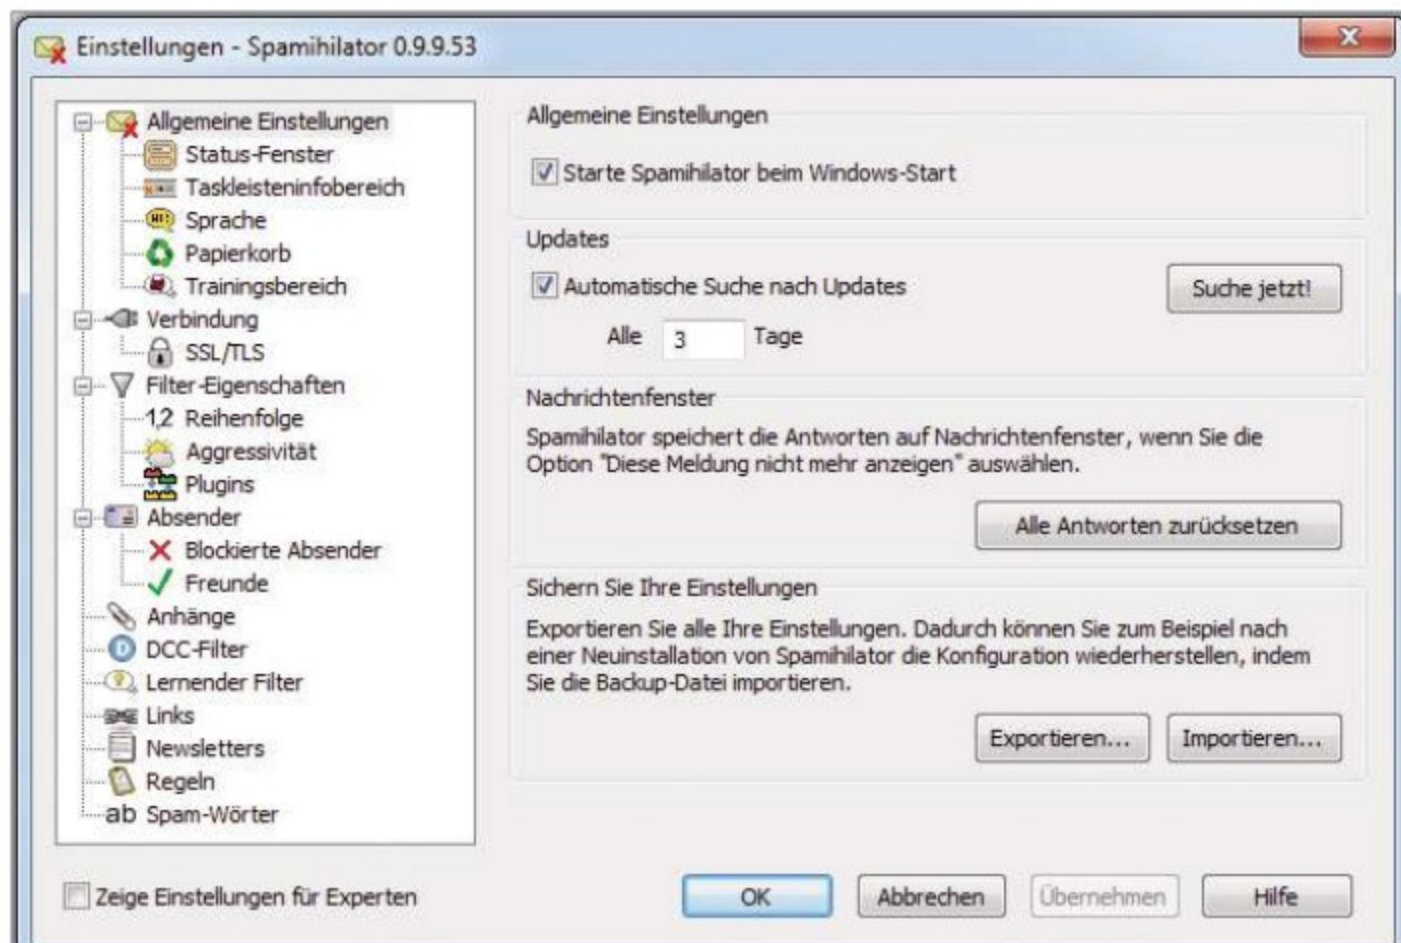 Einstellungen - Spamihilator 0.9.9.53
Allgemeine Einstellungen
Status-Fenster
Taskleisteninfobereich
Sprache
Papierkorb
Trainingsbereich
Verbindung
SSL/TLS
Filter-Eigenschaften
1,2 Reihenfolge
Aggressivität
Plugins
Absender
Blockierte Absender
Freunde
Anhänge
D DCC-Filter
Lernender Filter
Links
Newsletters
Regeln
ab Spam-Wörter
Zeige Einstellungen für Experten
Allgemeine Einstellungen
Starte Spamihilator beim Windows-Start
Updates
Automatische Suche nach Updates
Suche jetzt!
Alle 3 Tage
Nachrichtenfenster
Spamihilator speichert die Antworten auf Nachrichtenfenster, wenn Sie die
Option "Diese Meldung nicht mehr anzeigen" auswählen.
Alle Antworten zurücksetzen
Sichern Sie Ihre Einstellungen
Exportieren Sie alle Ihre Einstellungen. Dadurch können Sie zum Beispiel nach
einer Neuinstallation von Spamihilator die Konfiguration wiederherstellen, indem
Sie die Backup-Datei importieren.
Exportieren... Importieren...
OK Abbrechen Übernehmen Hilfe